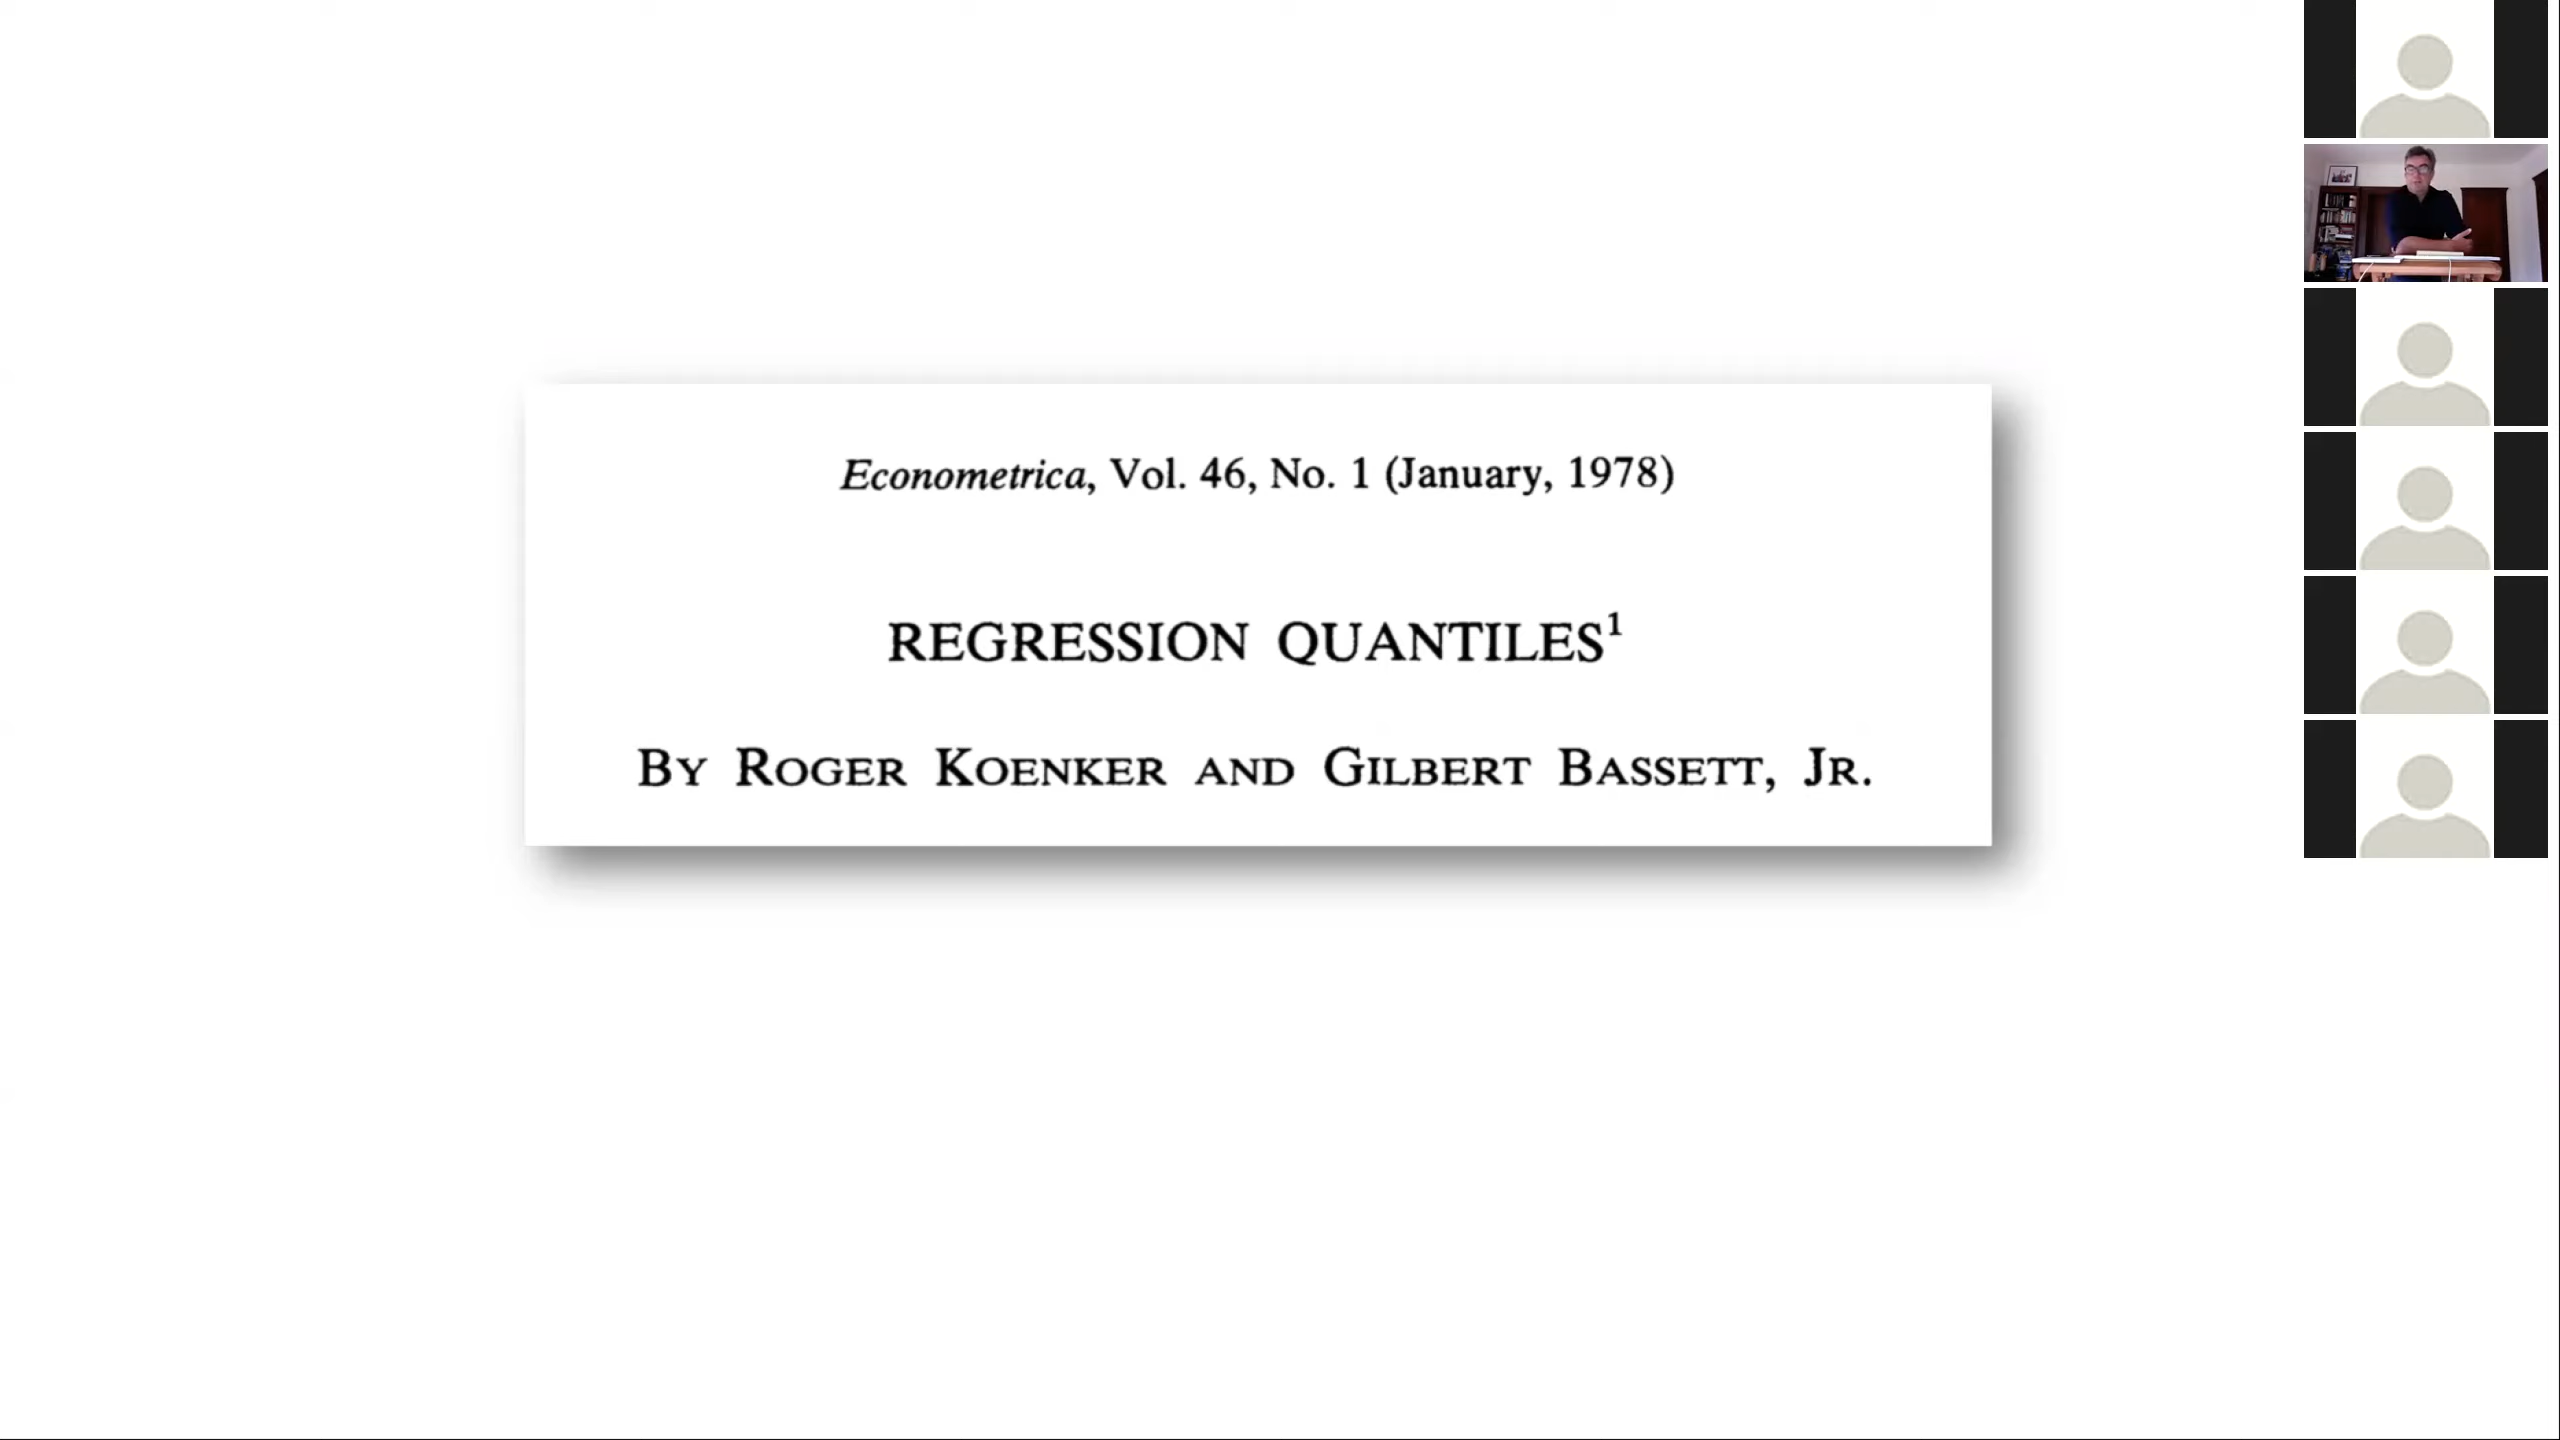 Econometrica, Vol. 46, No. 1 (January, 1978)
REGRESSION QUANTILES¹
BY ROGER KOENKER AND GILBERT BASSETT, JR.